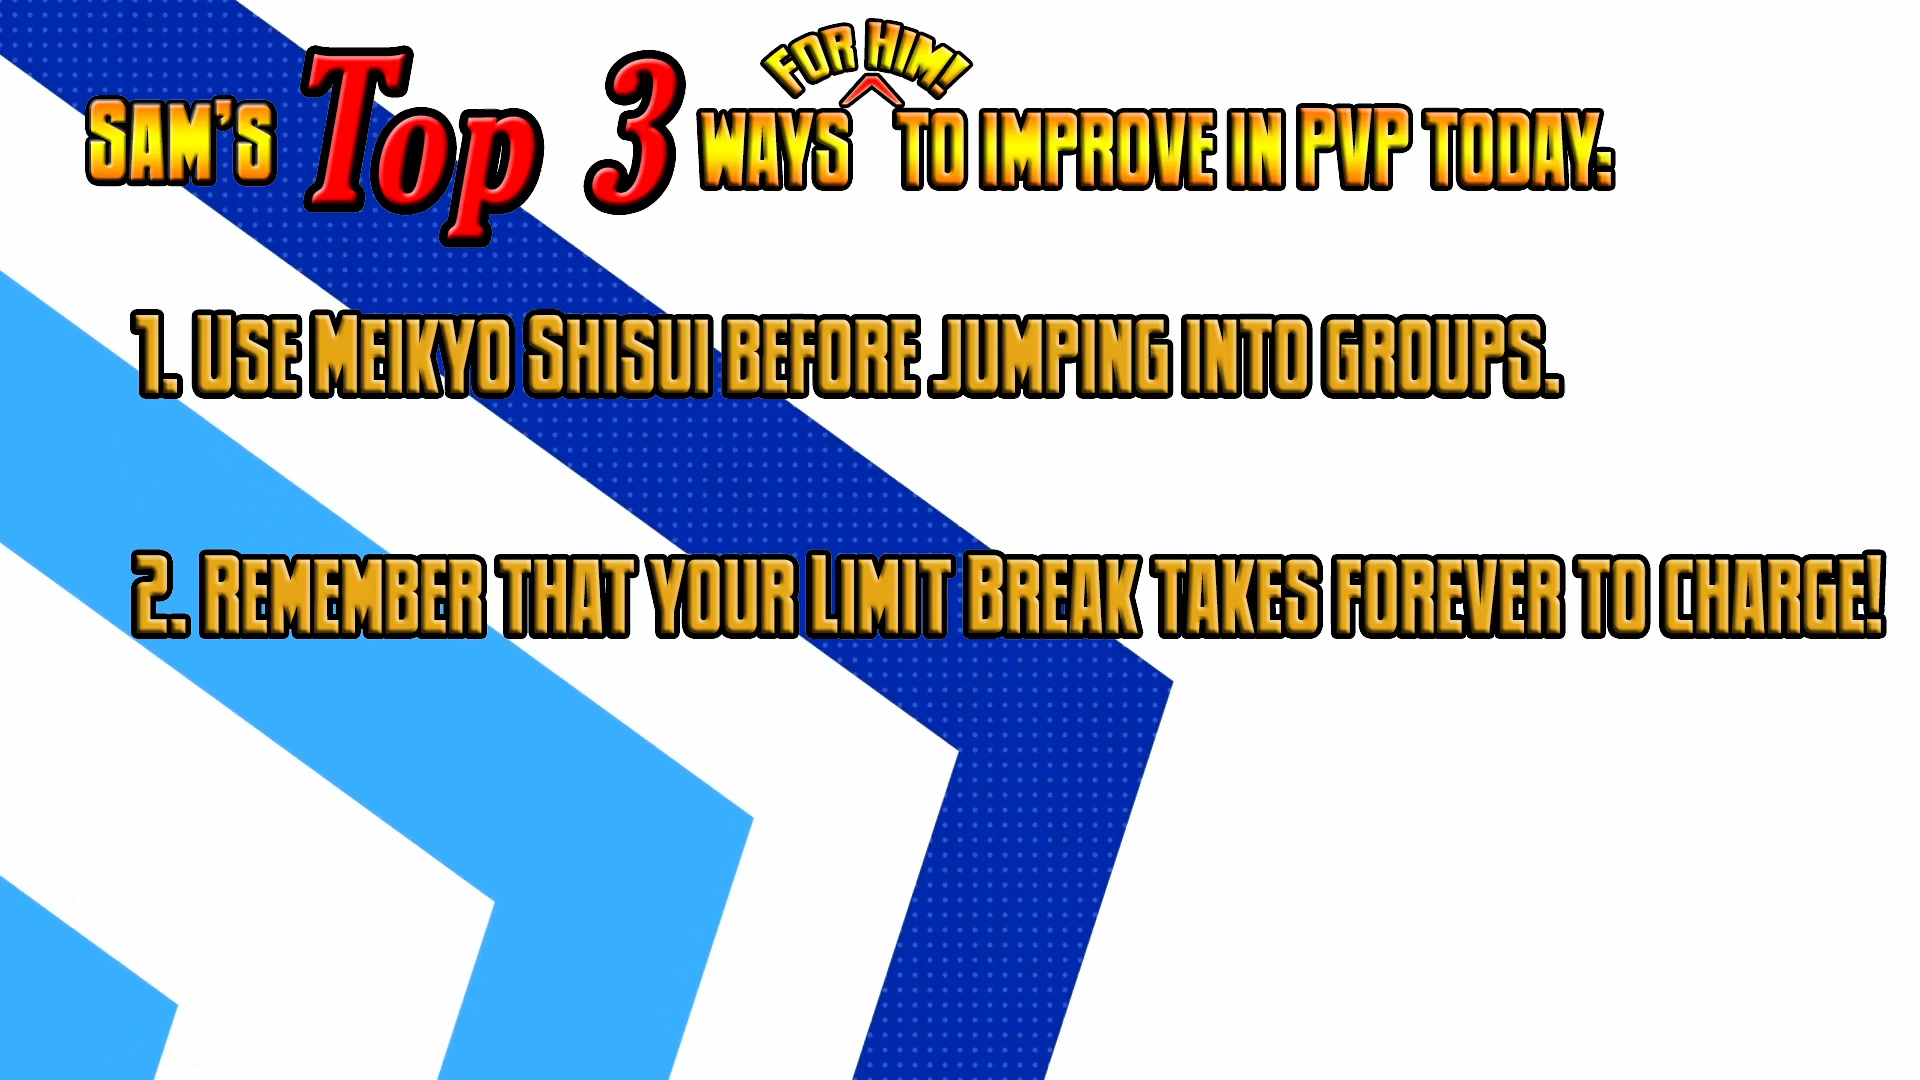 Sam's Top 3 ways for him! to improve in PVP today:
1. Use Meikyo Shisui before jumping into groups.
2. Remember that your Limit Break takes forever to charge!